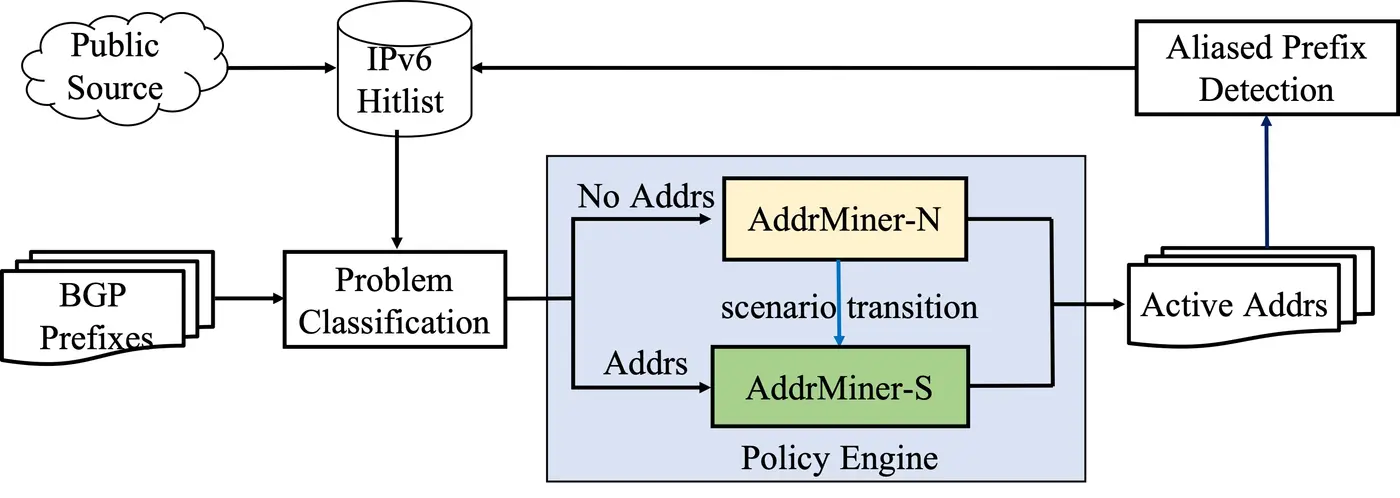 Public
Source
IPv6
Hitlist
Aliased Prefix
Detection
No Addrs
AddrMiner-N
BGP
Prefixes
Problem
Classification
scenario transition
Active Addrs
Addrs
AddrMiner-S
Policy Engine